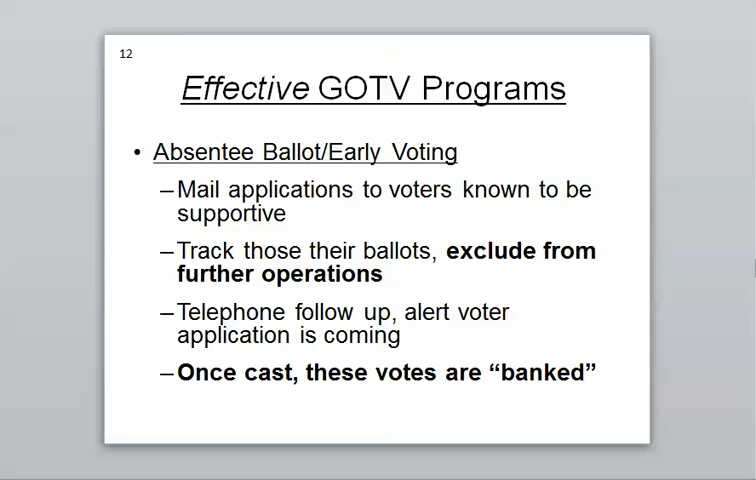 12
Effective GOTV Programs
• Absentee Ballot/Early Voting
–Mail applications to voters known to be
supportive
–Track those their ballots, exclude from
further operations
–Telephone follow up, alert voter
application is coming
–Once cast, these votes are “banked”